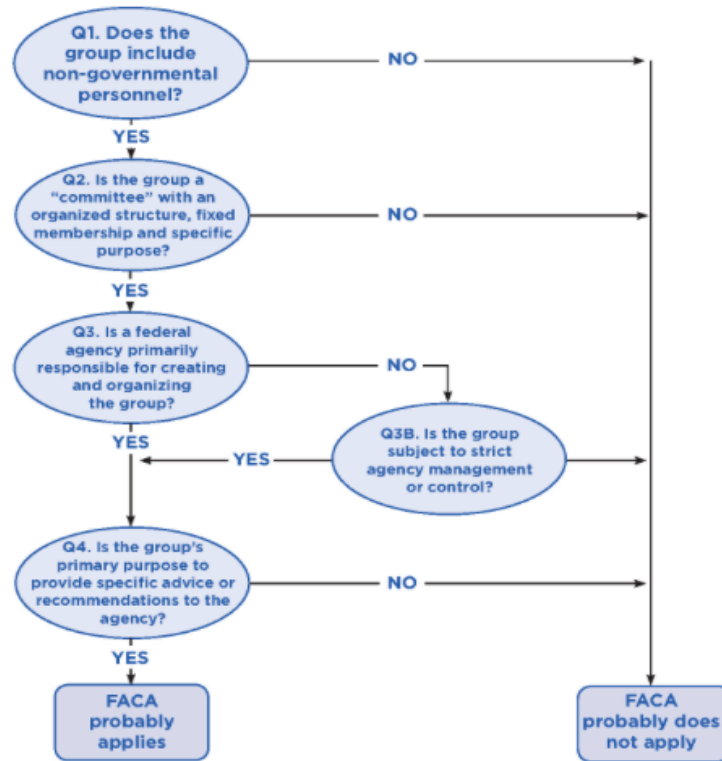 Q1. Does the
group include
non-governmental
personnel?
NO
YES
Q2. Is the group a
“committee” with an
organized structure, fixed
membership and specific
purpose?
NO
YES
Q3. Is a federal
agency primarily
responsible for creating
and organizing
the group?
NO
YES
Q3B. Is the group
subject to strict
agency management
or control?
YES
Q4. Is the group’s
primary purpose to
provide specific advice or
recommendations to the
agency?
NO
YES
FACA
probably
applies
FACA
probably does
not apply